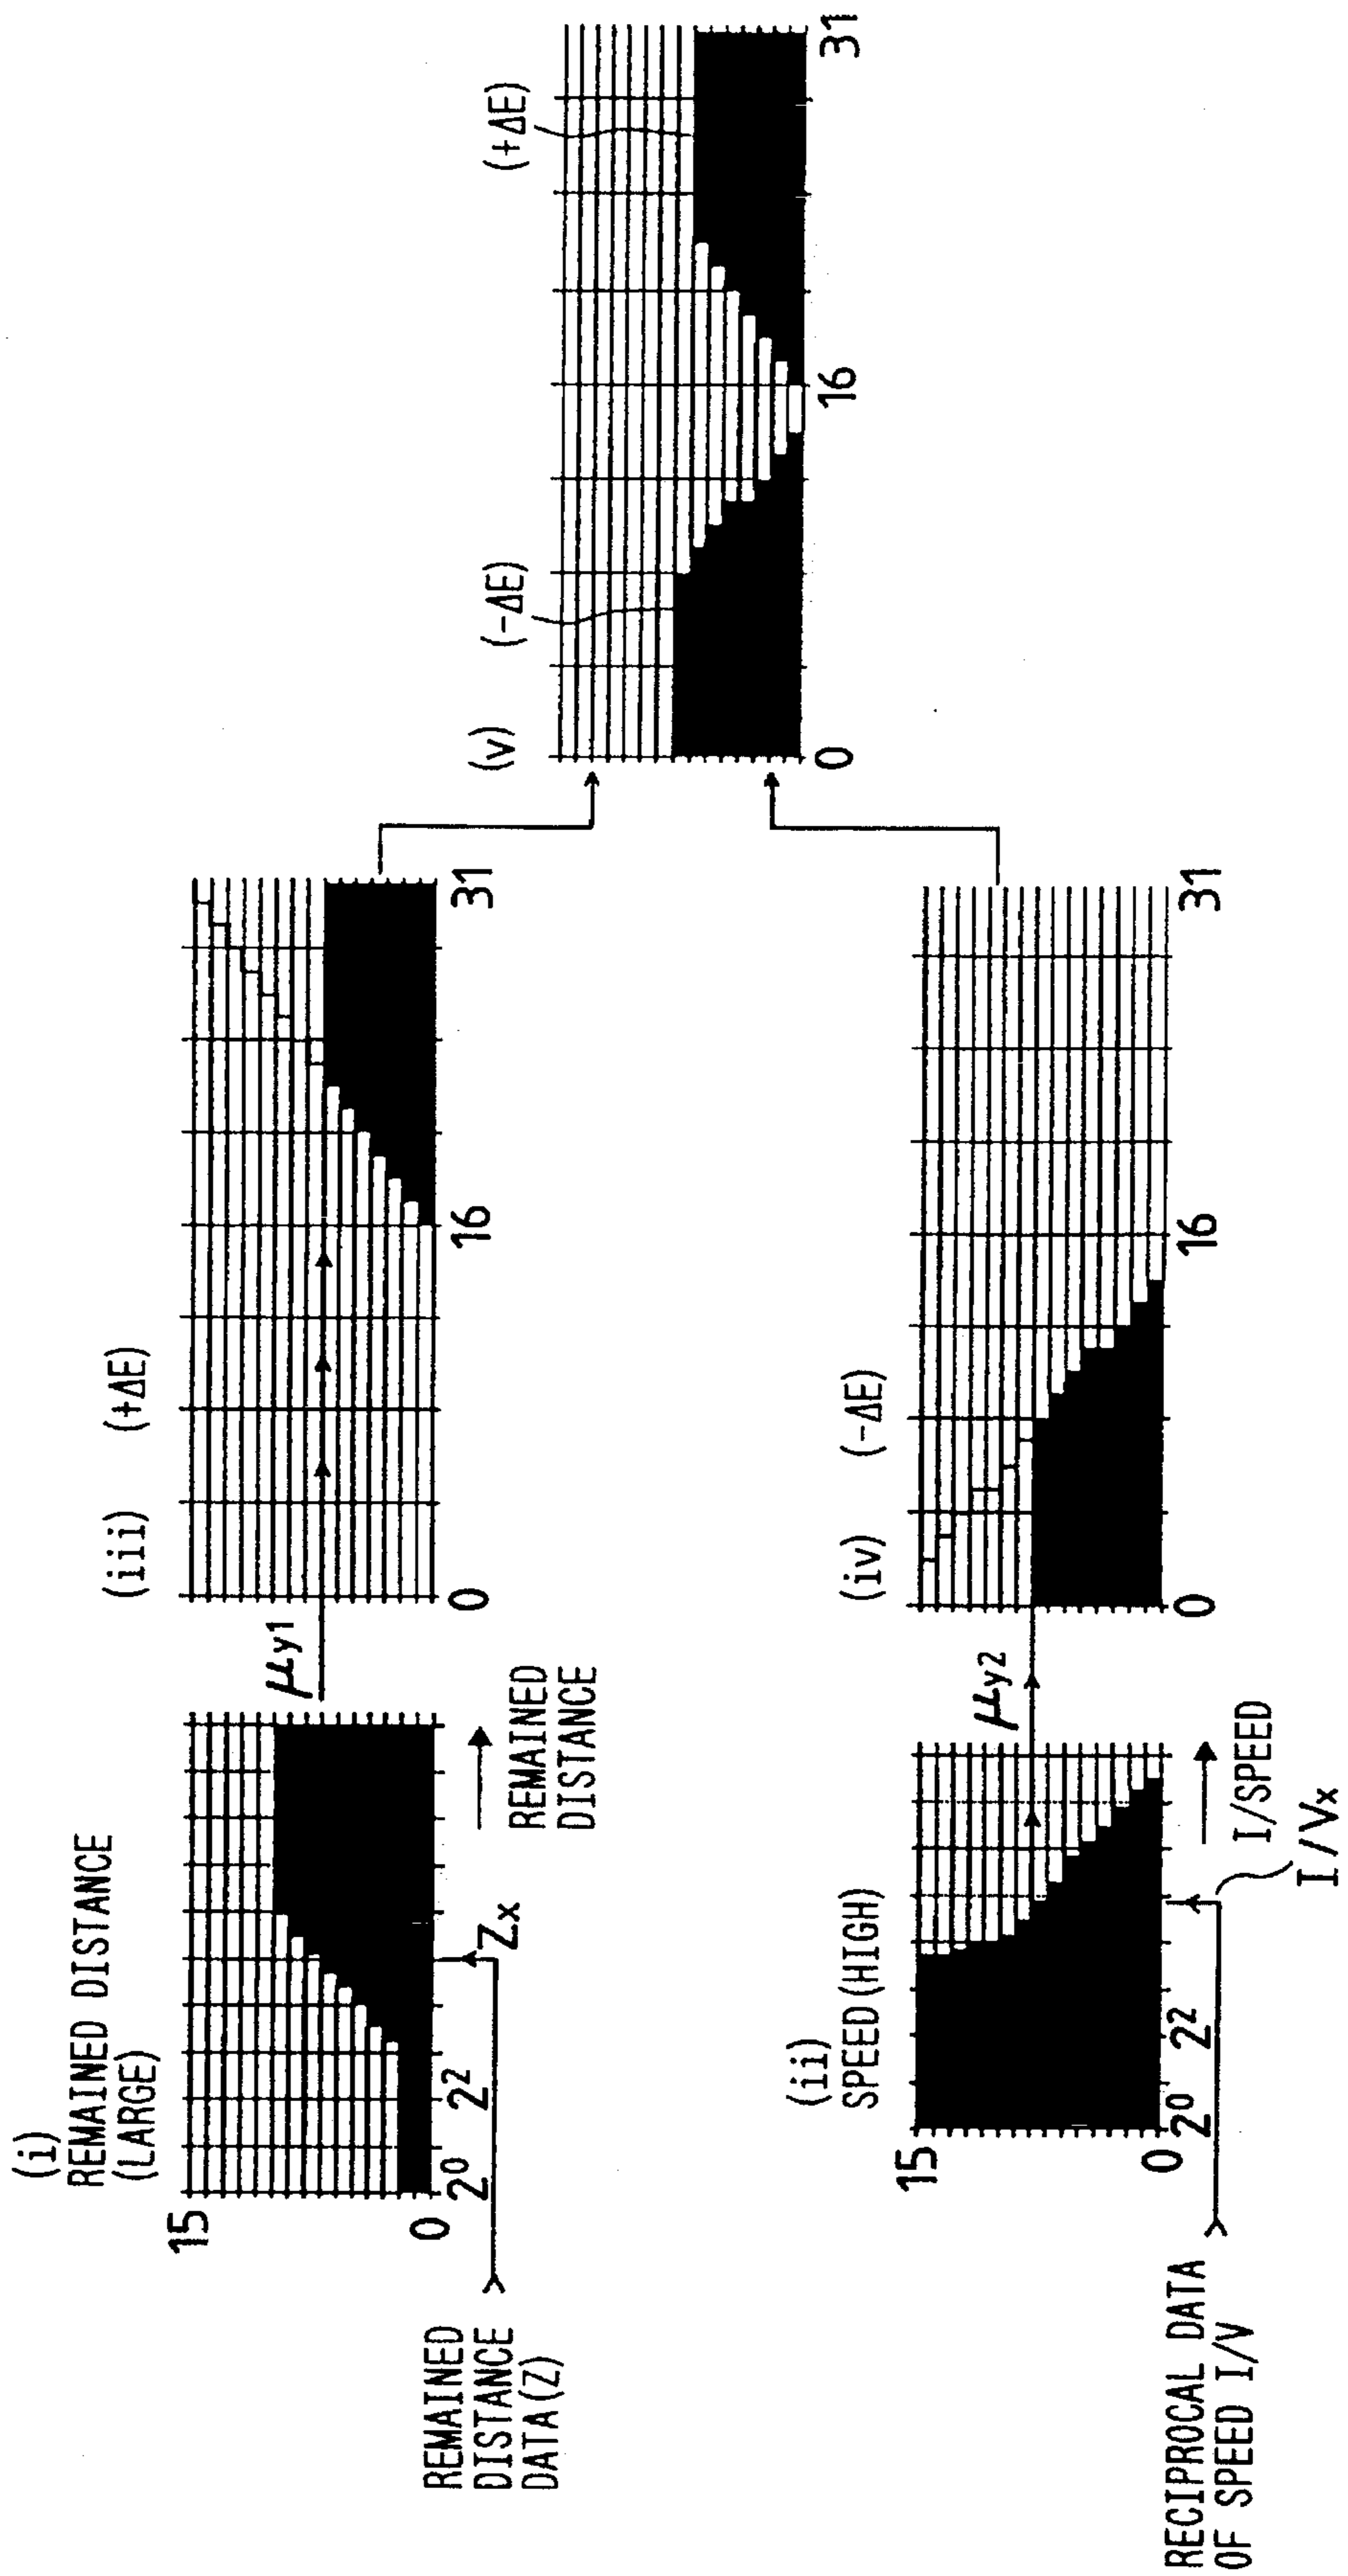 (i)
REMAINED DISTANCE
(LARGE)
15
0
2⁰ 2²
Zx
REMAINED
DISTANCE
REMAINED
DISTANCE
DATA(Z)
μy1
(iii) (+ΔE)
0 16 31
(ii)
SPEED(HIGH)
15
0
2⁰ 2²
I/SPEED
I/Vx
RECIPROCAL DATA
OF SPEED I/V
μy2
(iv) (-ΔE)
0 16 31
(v) (-ΔE) (+ΔE)
0 16 31